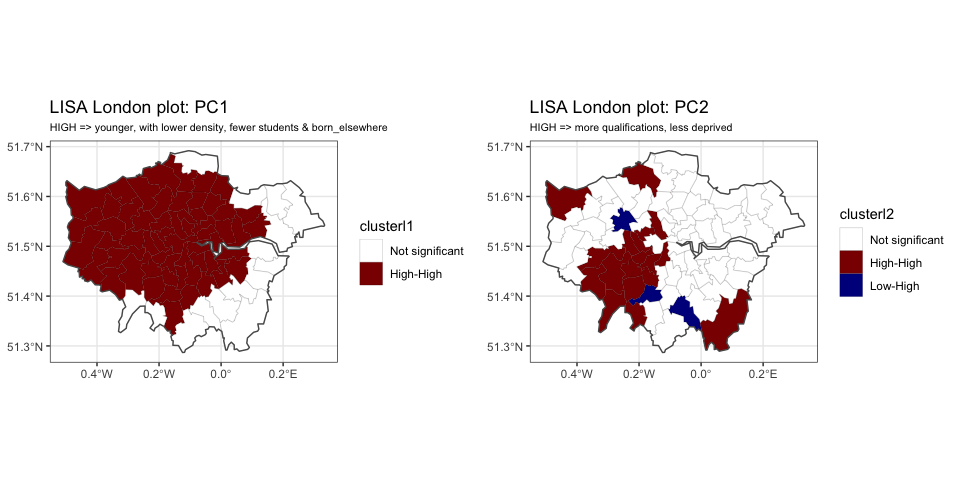 LISA London plot: PC1
HIGH => younger, with lower density, fewer students & born_elsewhere
51.7°N
51.6°N
51.5°N
51.4°N
51.3°N
0.4°W
0.2°W
0.0°
0.2°E
clusterl1
Not significant
High-High
LISA London plot: PC2
HIGH => more qualifications, less deprived
51.7°N
51.6°N
51.5°N
51.4°N
51.3°N
0.4°W
0.2°W
0.0°
0.2°E
clusterl2
Not significant
High-High
Low-High